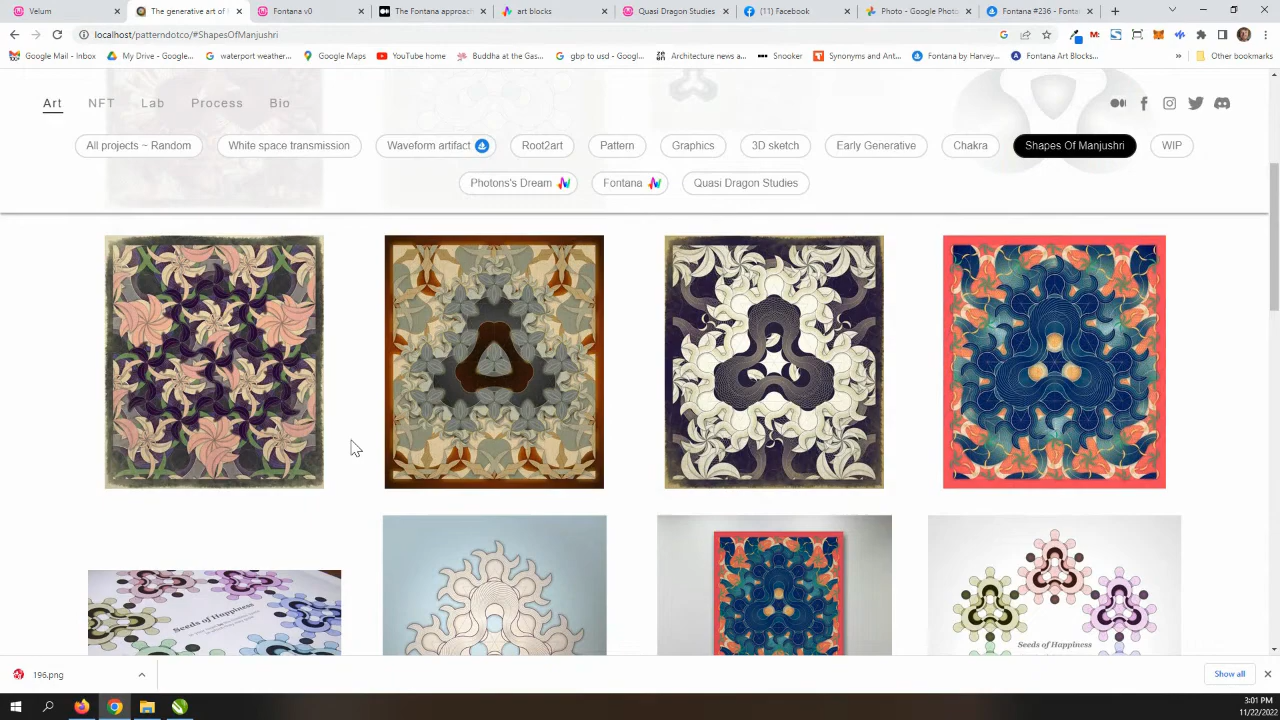 Velum
The generative art of
Fontana v0
The Fontana approach
art blocks
Quasi Dragon Studies
(11) Facebook
Photo - Google Photo
Fontana #236 - Fonta
localhost/patterndotco/#ShapesOfManjushri
Google Mail - Inbox
My Drive - Google...
waterport weather...
Google Maps
YouTube home
Buddha at the Gas...
gbp to usd - Googl...
Architecture news a...
Snooker
Synonyms and Ant...
Fontana by Harvey...
Fontana Art Blocks...
»
Other bookmarks
Art
NFT
Lab
Process
Bio
All projects ~ Random
White space transmission
Waveform artifact
Root2art
Pattern
Graphics
3D sketch
Early Generative
Chakra
Shapes Of Manjushri
WIP
Photons's Dream
Fontana
Quasi Dragon Studies
Seeds of Happiness
Seeds of Happiness
196.png
Show all
3:01 PM
11/22/2022